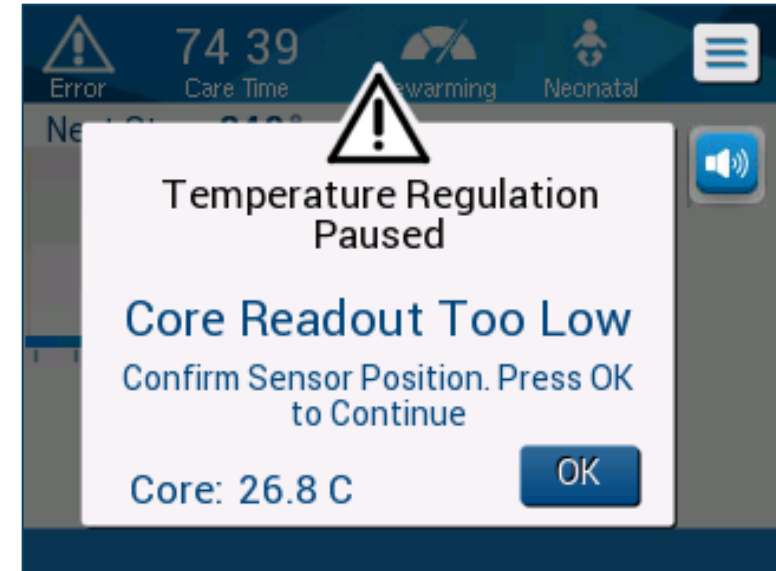 74 39
Error
Care Time
Neonatal
Temperature Regulation
Paused
Core Readout Too Low
Confirm Sensor Position. Press OK
to Continue
Core: 26.8 C
OK